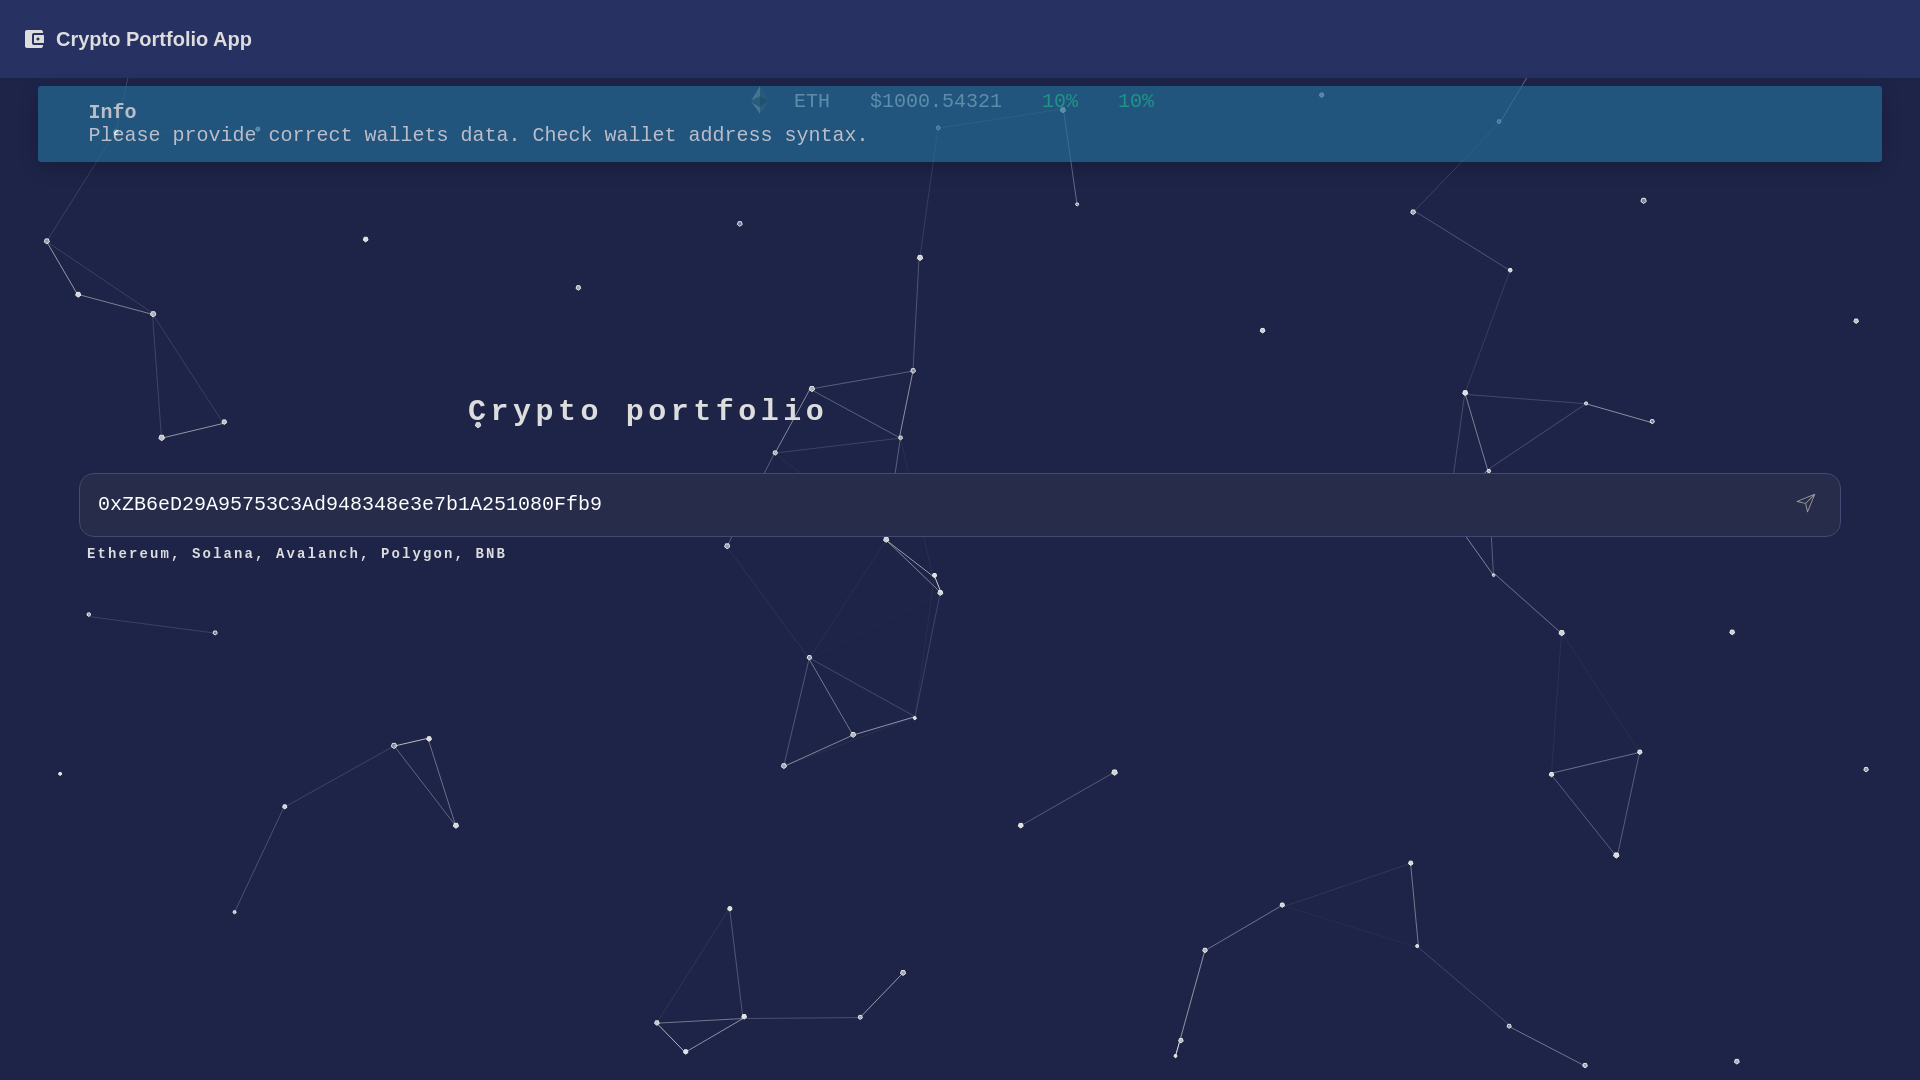 Crypto Portfolio App
ETH $1000.54321 10% 10%
Info
Please provide correct wallets data. Check wallet address syntax.
Crypto portfolio
0xZB6eD29A95753C3Ad948348e3e7b1A251080Ffb9
Ethereum, Solana, Avalanch, Polygon, BNB